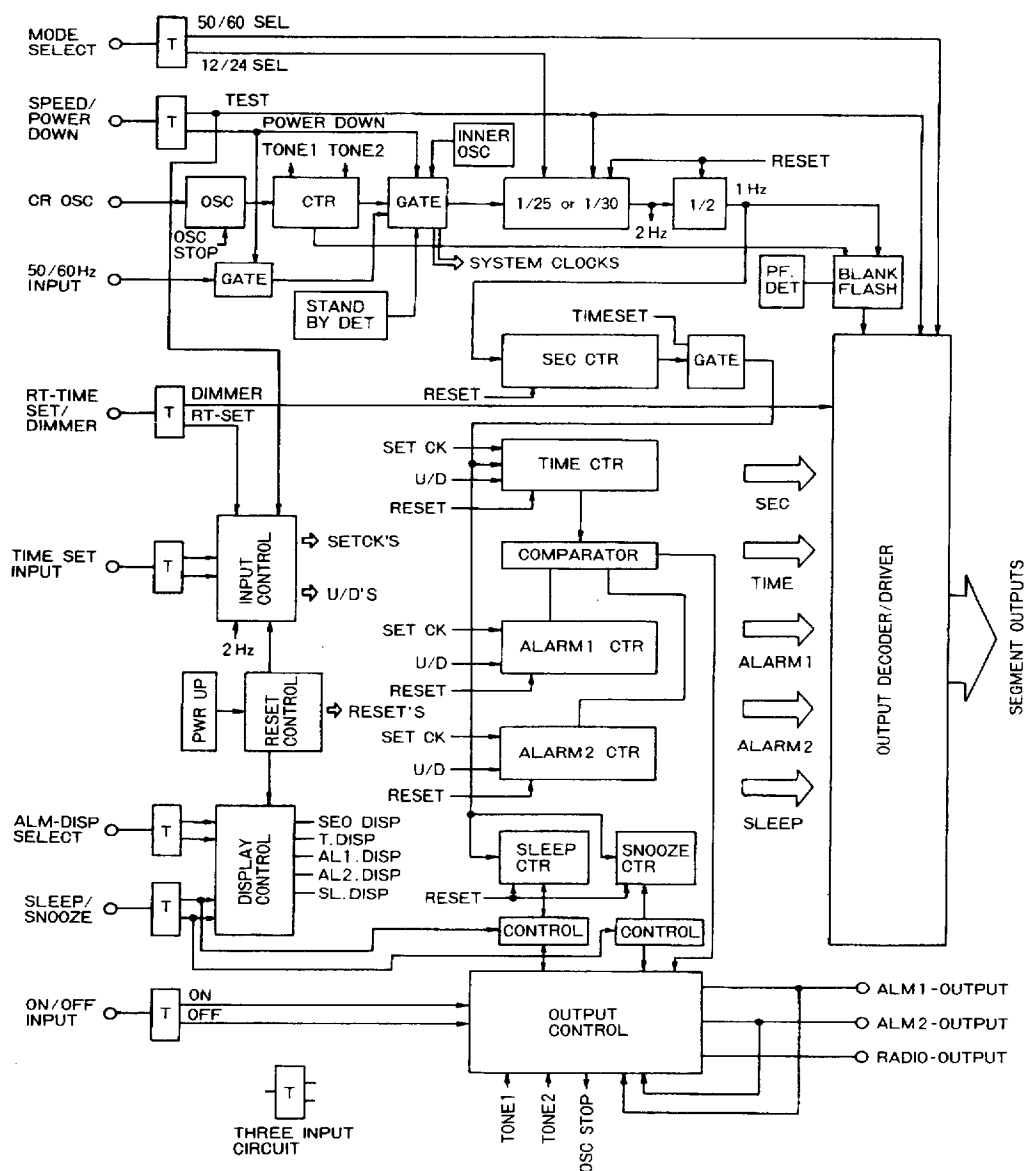 50/60 SEL
MODE
SELECT
T
12/24 SEL
SPEED/
POWER
DOWN
T
TEST
POWER DOWN
TONE1 TONE2
INNER
OSC
RESET
CR OSC
OSC
CTR
GATE
1/25 or 1/30
1/2
1 Hz
2 Hz
OSC
STOP
SYSTEM CLOCKS
50/60Hz
INPUT
GATE
STAND
BY DET
PF.
DET
BLANK
FLASH
TIMESET
SEC CTR
GATE
RESET
RT-TIME
SET/
DIMMER
T
DIMMER
RT-SET
SET CK
U/D
RESET
TIME CTR
SEC
TIME SET
INPUT
T
INPUT
CONTROL
SETCK'S
U/D'S
2 Hz
COMPARATOR
TIME
SET CK
U/D
RESET
ALARM1 CTR
ALARM1
OUTPUT DECODER/DRIVER
SEGMENT OUTPUTS
PWR UP
RESET
CONTROL
RESET'S
SET CK
U/D
RESET
ALARM2 CTR
ALARM2
SLEEP
ALM-DISP
SELECT
T
DISPLAY
CONTROL
SEO DISP
T.DISP
AL1.DISP
AL2.DISP
SL.DISP
SLEEP/
SNOOZE
T
SLEEP
CTR
SNOOZE
CTR
RESET
CONTROL
CONTROL
ON/OFF
INPUT
T
ON
OFF
OUTPUT
CONTROL
ALM1-OUTPUT
ALM2-OUTPUT
RADIO-OUTPUT
TONE1
TONE2
OSC STOP
T
THREE INPUT
CIRCUIT